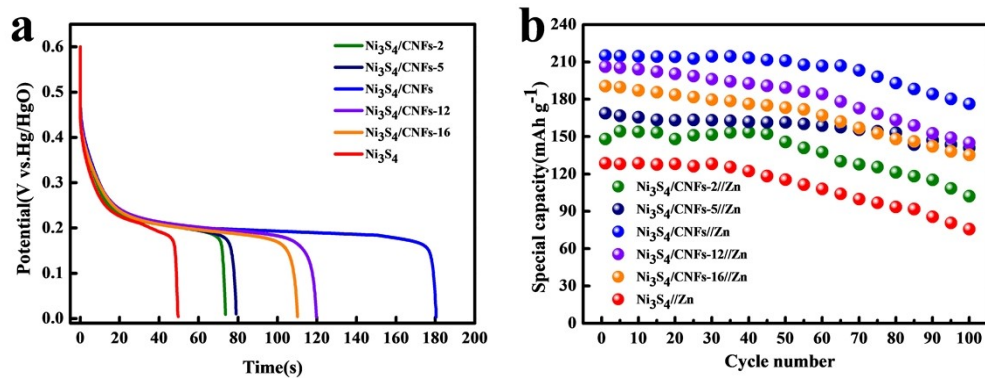 a
0.6
0.5
0.4
0.3
0.2
0.1
0.0
Potential(V vs.Hg/HgO)
Ni3S4/CNFs-2
Ni3S4/CNFs-5
Ni3S4/CNFs
Ni3S4/CNFs-12
Ni3S4/CNFs-16
Ni3S4
0 20 40 60 80 100 120 140 160 180 200
Time(s)
b
240
210
180
150
120
90
60
30
0
Special capacity(mAh g-1)
Ni3S4/CNFs-2//Zn
Ni3S4/CNFs-5//Zn
Ni3S4/CNFs//Zn
Ni3S4/CNFs-12//Zn
Ni3S4/CNFs-16//Zn
Ni3S4//Zn
0 10 20 30 40 50 60 70 80 90 100
Cycle number